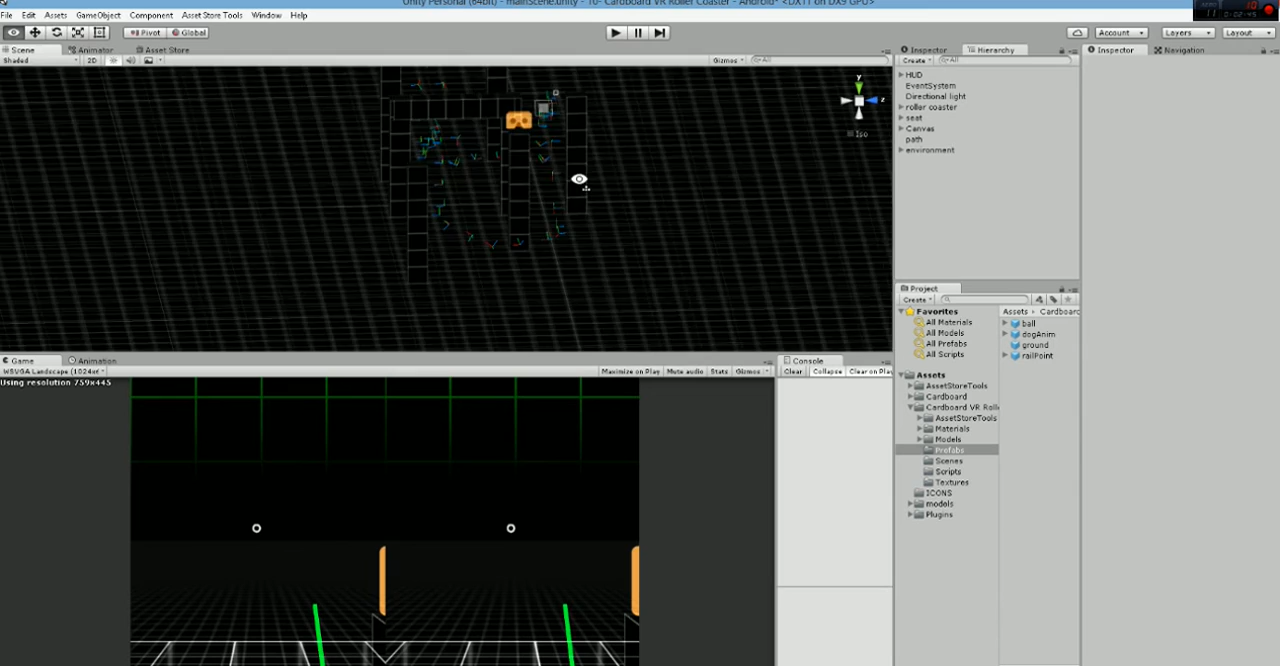 Unity Personal (64bit) - mainScene.unity - 10- Cardboard VR Roller Coaster - Android* <DX11 on DX9 GPU>
File Edit Assets GameObject Component Asset Store Tools Window Help
Pivot Global Account Layers Layout
Scene Animator Asset Store
Shaded 2D Gizmos All
y
z
Iso
Inspector Hierarchy
Create All
HUD
EventSystem
Directional light
roller coaster
seat
Canvas
path
environment
Inspector Navigation
Project
Create
Favorites
All Materials
All Models
All Prefabs
All Scripts
Assets
AssetStoreTools
Cardboard
Cardboard VR Roll
AssetStoreTools
Materials
Models
Prefabs
Scenes
Scripts
Textures
ICONS
models
Plugins
Assets Cardboard
ball
dogAnim
ground
railPoint
Game Animation
WSVGA Landscape (1024x
Maximize on Play Mute audio Stats Gizmos
Using resolution 759x445
Console
Clear Collapse Clear on Play